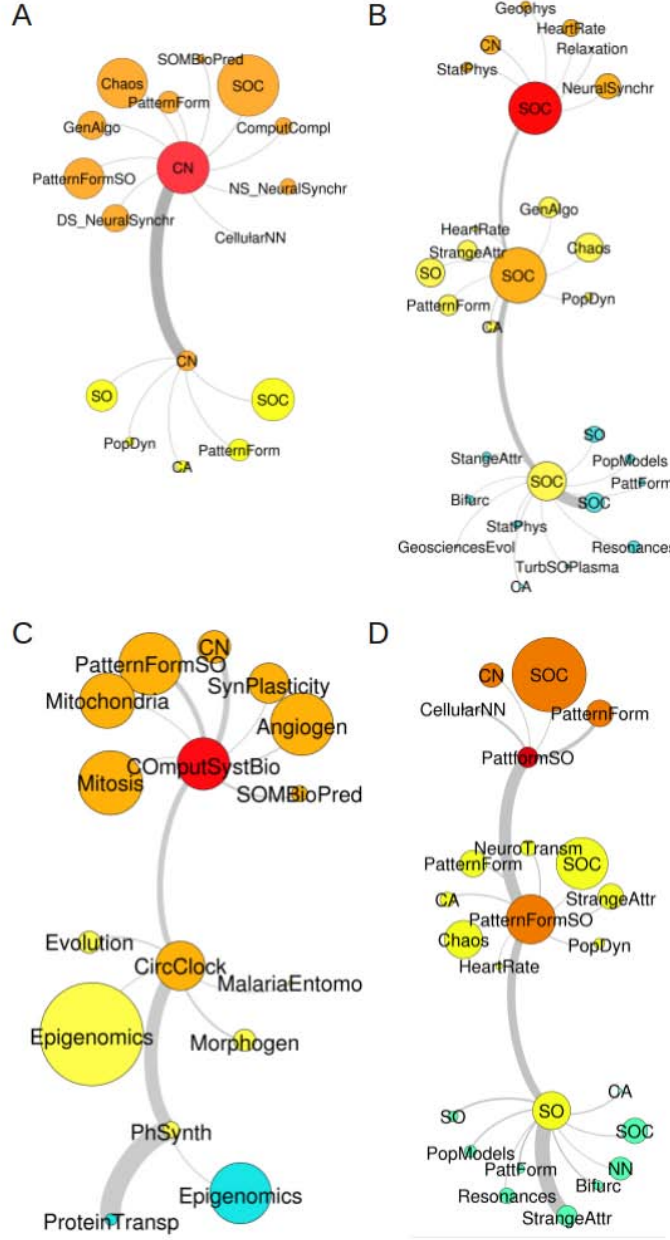 A
SOMBioPred
Chaos
SOC
PatternForm
GenAlgo
ComputCompl
CN
PatternFormSO
NS_NeuralSynchr
DS_NeuralSynchr
CellularNN
CN
SO
SOC
PopDyn
PatternForm
CA
B
Geophys
HeartRate
CN
Relaxation
StatPhys
NeuralSynchr
SOC
GenAlgo
HeartRate
StrangeAttr
Chaos
SO
SOC
PatternForm
PopDyn
CA
SO
StangeAttr
PopModels
SOC
PattForm
Bifurc
SOC
StatPhys
GeosciencesEvol
Resonances
TurbSOPlasma
CA
C
CN
PatternFormSO
SynPlasticity
Mitochondria
Angiogen
COmputSystBio
Mitosis
SOMBioPred
Evolution
CircClock
MalariaEntomo
Epigenomics
Morphogen
PhSynth
Epigenomics
ProteinTransp
D
SOC
CN
CellularNN
PatternForm
PattformSO
NeuroTransm
PatternForm
SOC
CA
StrangeAttr
PatternFormSO
Chaos
PopDyn
HeartRate
CA
SO
SO
SOC
PopModels
PattForm
NN
Bifurc
Resonances
StrangeAttr